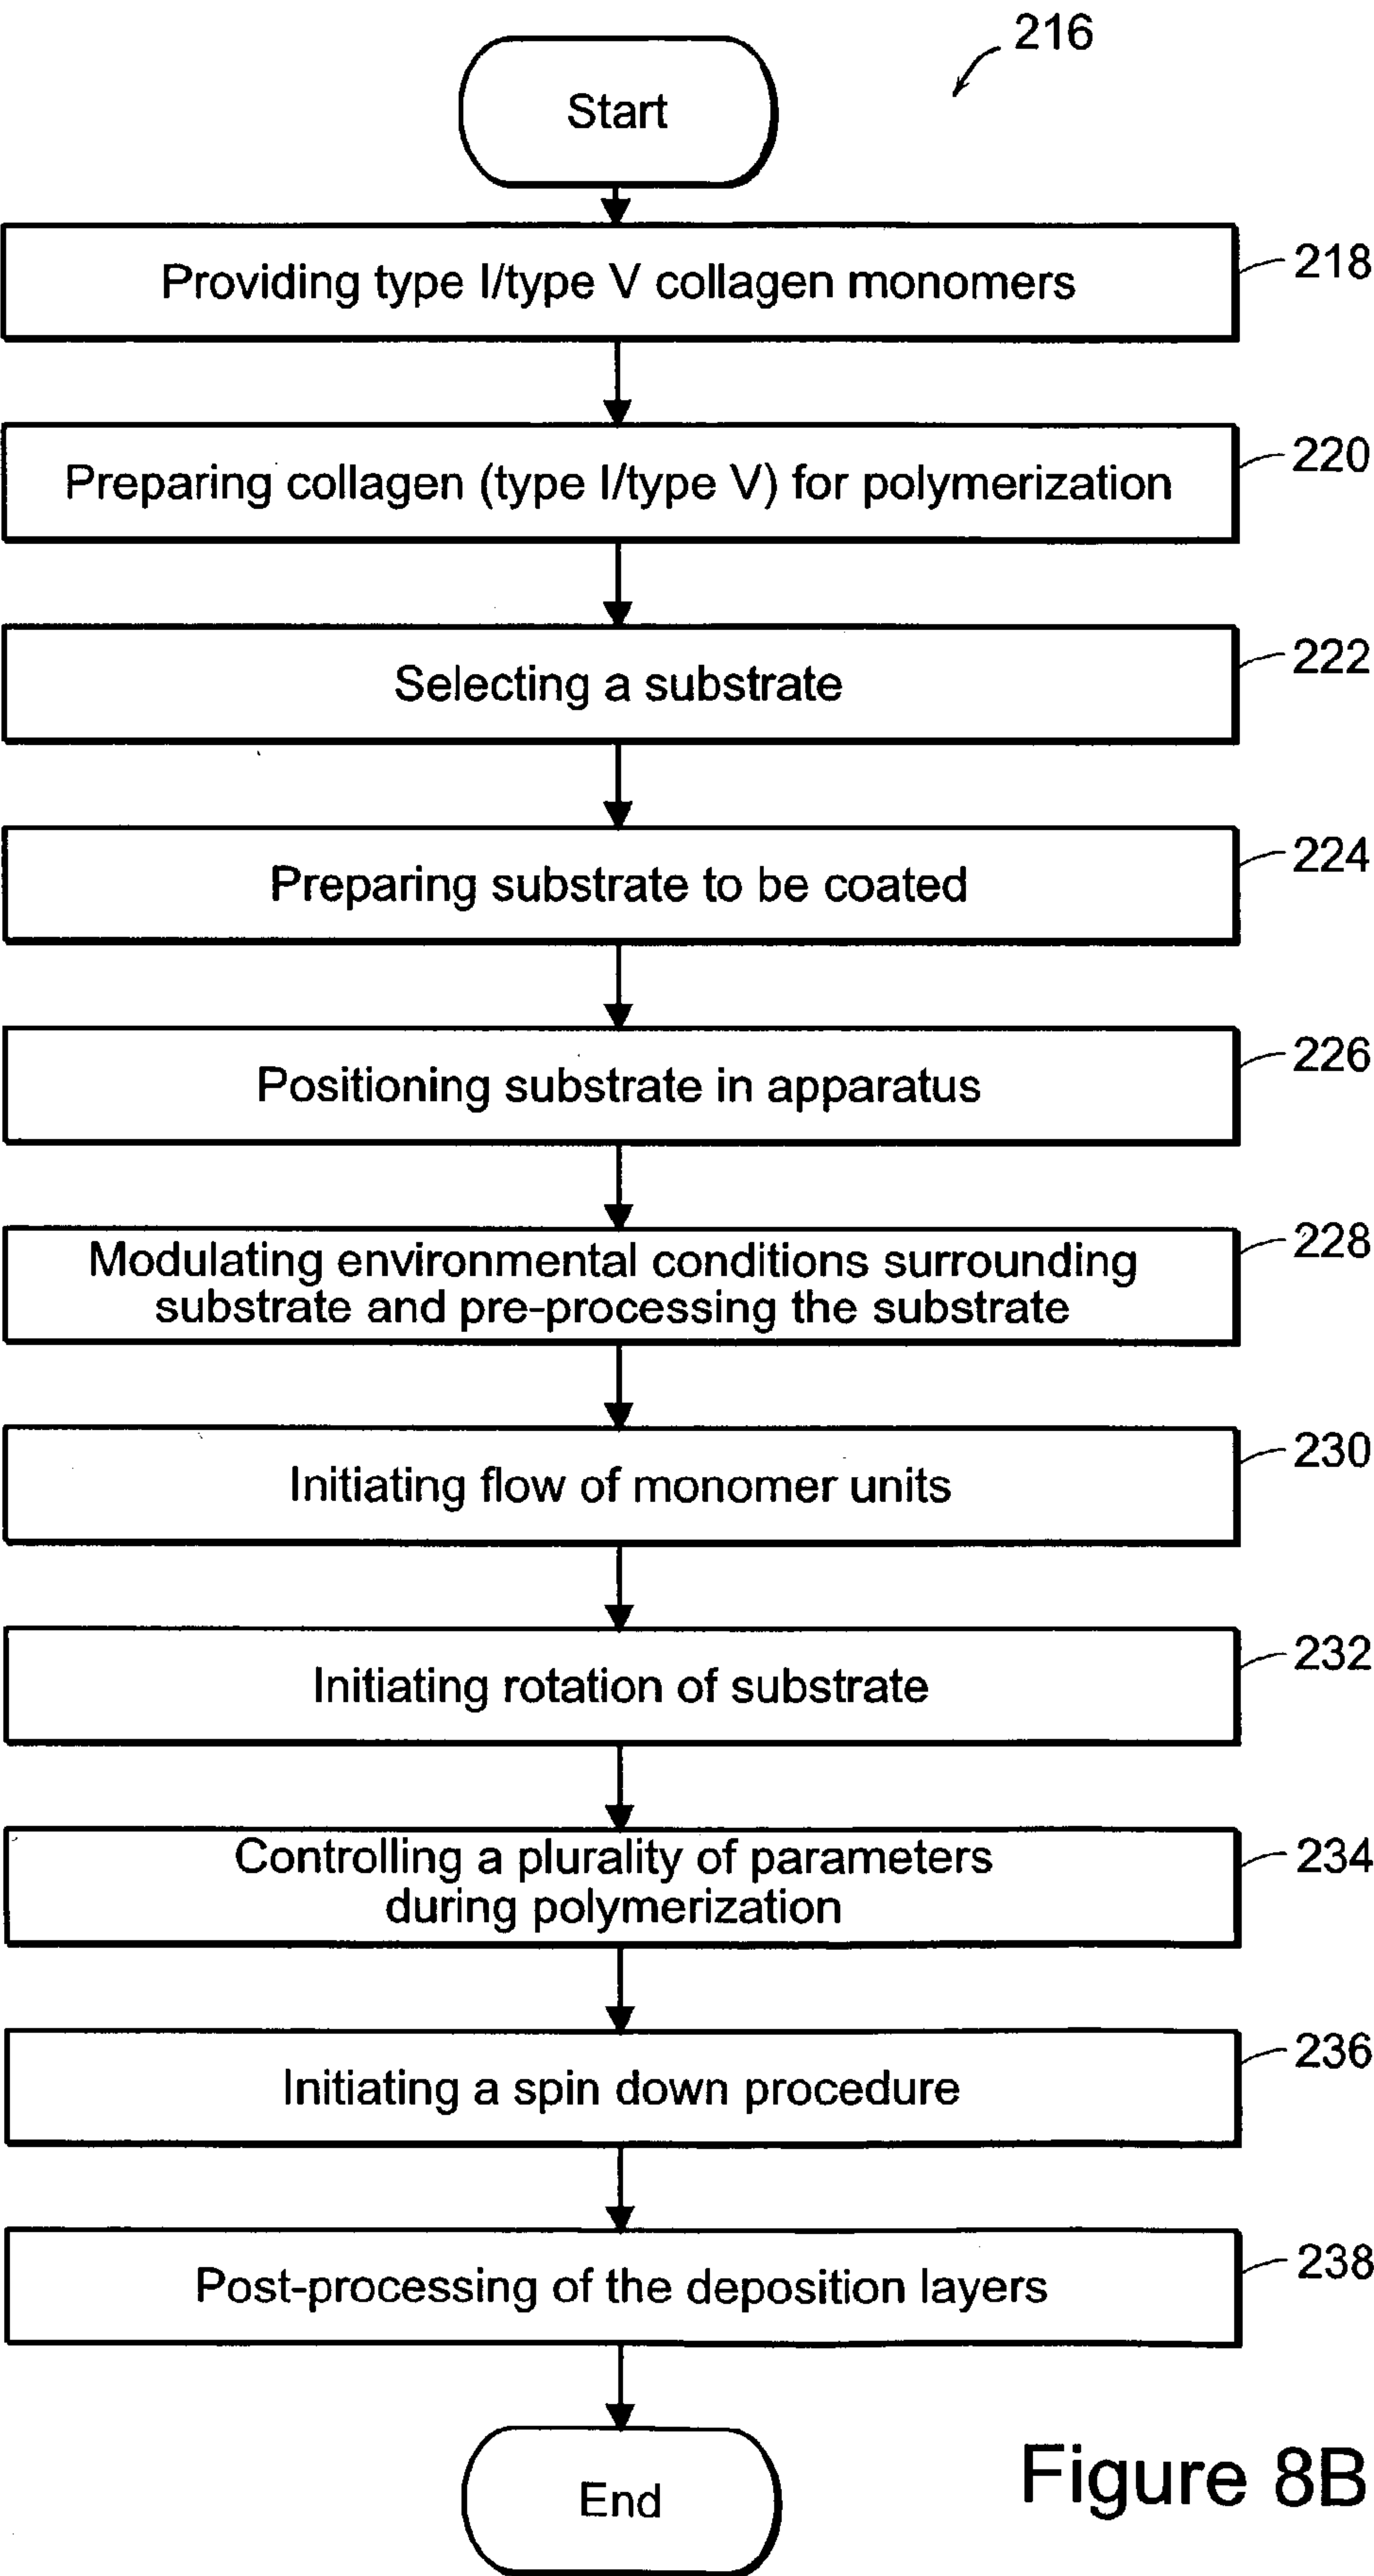 216
Start
Providing type I/type V collagen monomers
218
Preparing collagen (type I/type V) for polymerization
220
Selecting a substrate
222
Preparing substrate to be coated
224
Positioning substrate in apparatus
226
Modulating environmental conditions surrounding
substrate and pre-processing the substrate
228
Initiating flow of monomer units
230
Initiating rotation of substrate
232
Controlling a plurality of parameters
during polymerization
234
Initiating a spin down procedure
236
Post-processing of the deposition layers
238
End
Figure 8B